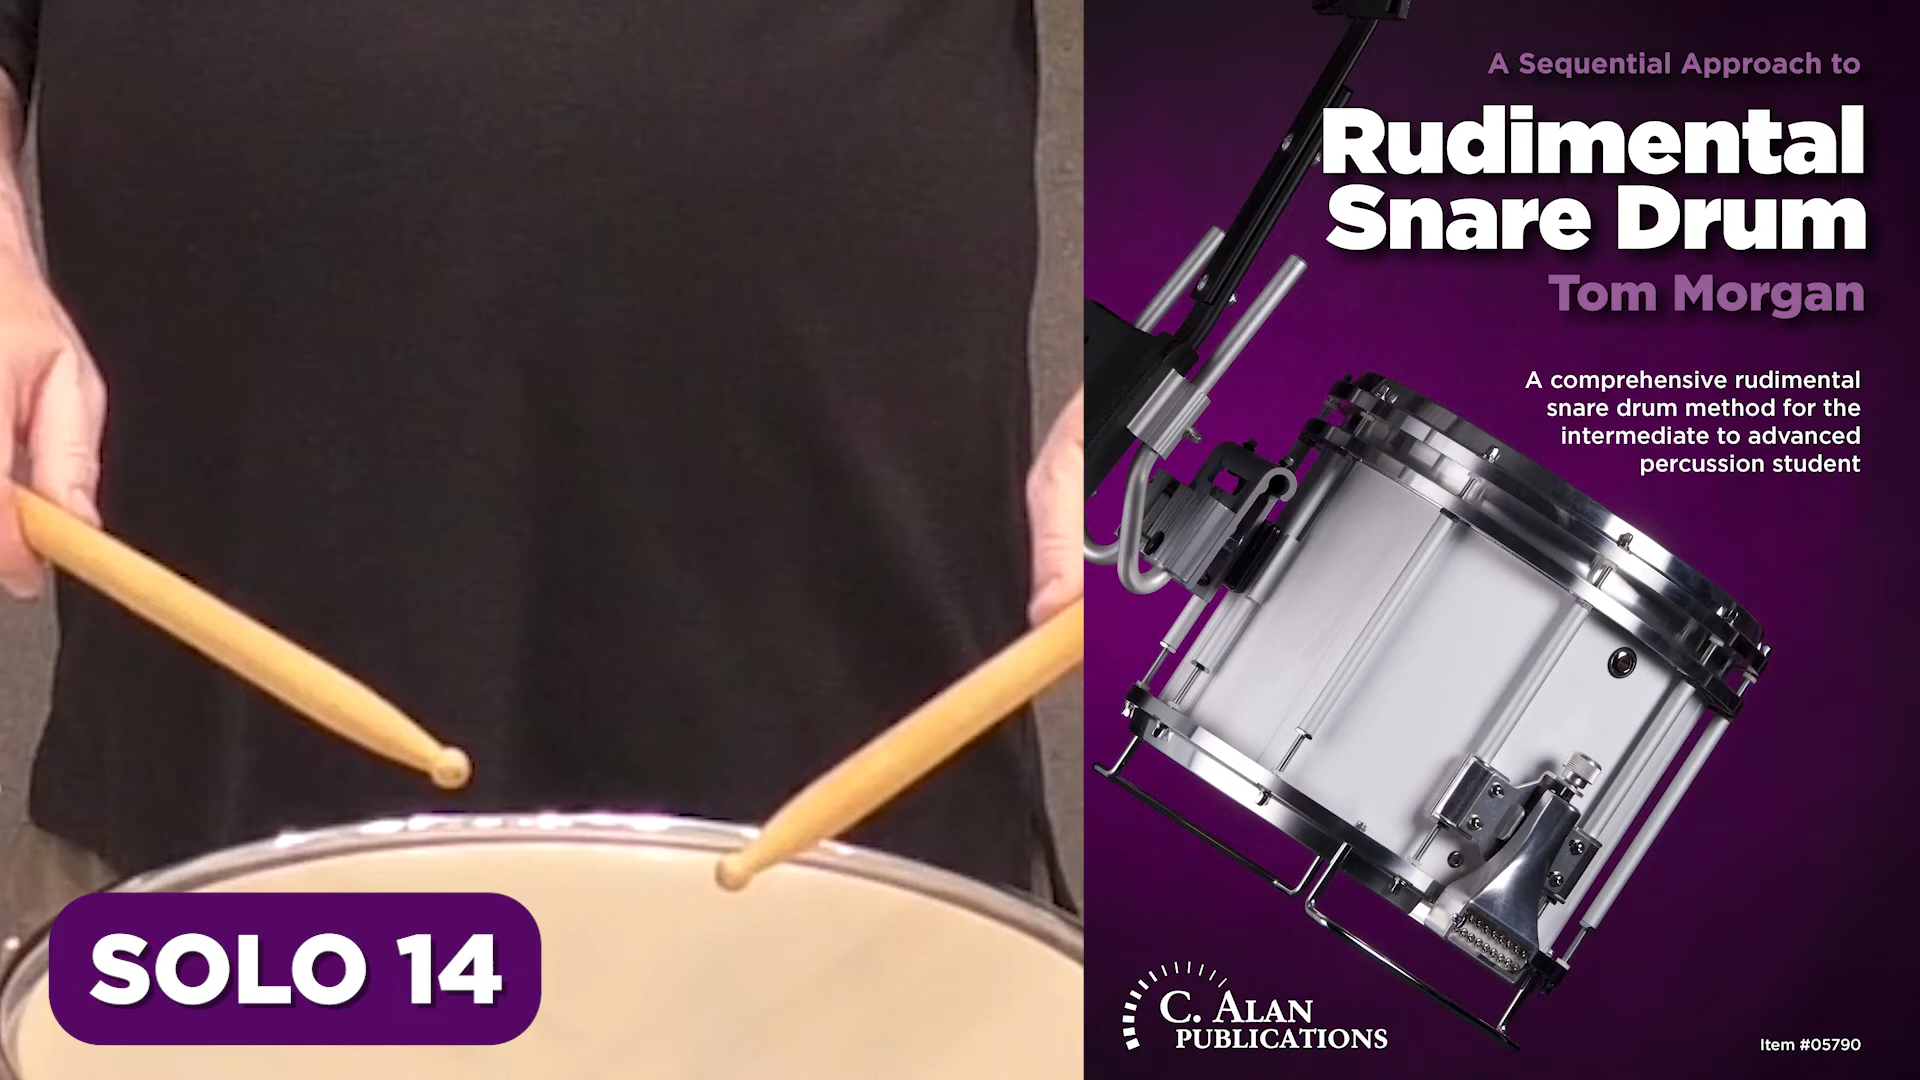 SOLO 14
A Sequential Approach to
Rudimental
Snare Drum
Tom Morgan
A comprehensive rudimental
snare drum method for the
intermediate to advanced
percussion student
C. ALAN
PUBLICATIONS
Item #05790